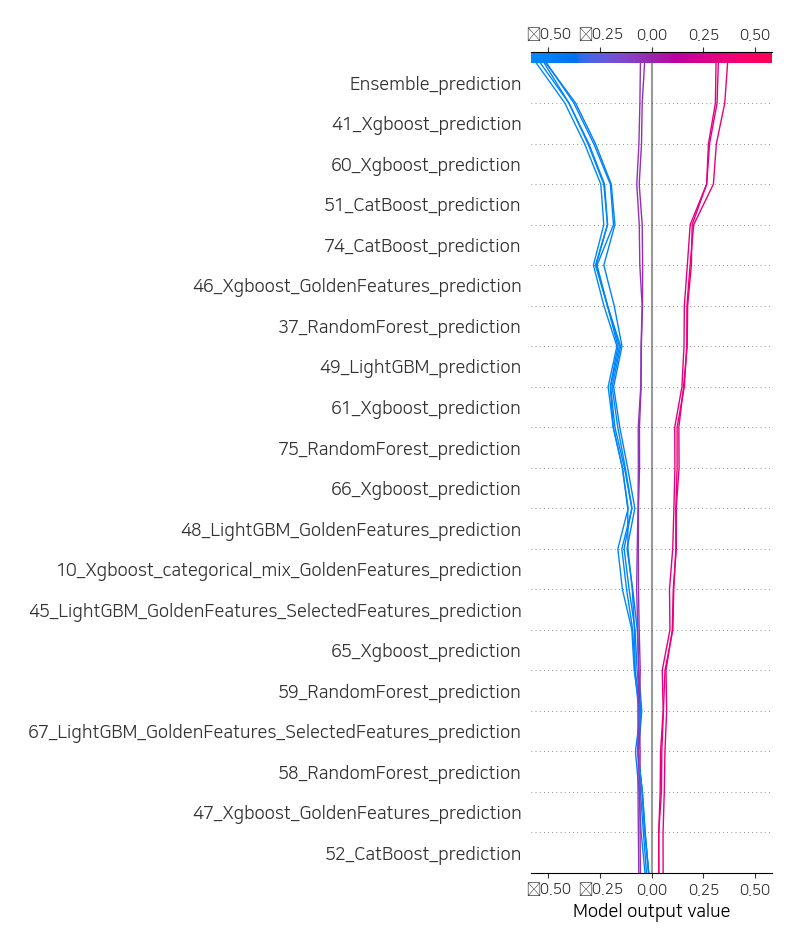 ▯0.50 ▯0.25 0.00 0.25 0.50
Ensemble_prediction
41_Xgboost_prediction
60_Xgboost_prediction
51_CatBoost_prediction
74_CatBoost_prediction
46_Xgboost_GoldenFeatures_prediction
37_RandomForest_prediction
49_LightGBM_prediction
61_Xgboost_prediction
75_RandomForest_prediction
66_Xgboost_prediction
48_LightGBM_GoldenFeatures_prediction
10_Xgboost_categorical_mix_GoldenFeatures_prediction
45_LightGBM_GoldenFeatures_SelectedFeatures_prediction
65_Xgboost_prediction
59_RandomForest_prediction
67_LightGBM_GoldenFeatures_SelectedFeatures_prediction
58_RandomForest_prediction
47_Xgboost_GoldenFeatures_prediction
52_CatBoost_prediction
▯0.50 ▯0.25 0.00 0.25 0.50
Model output value